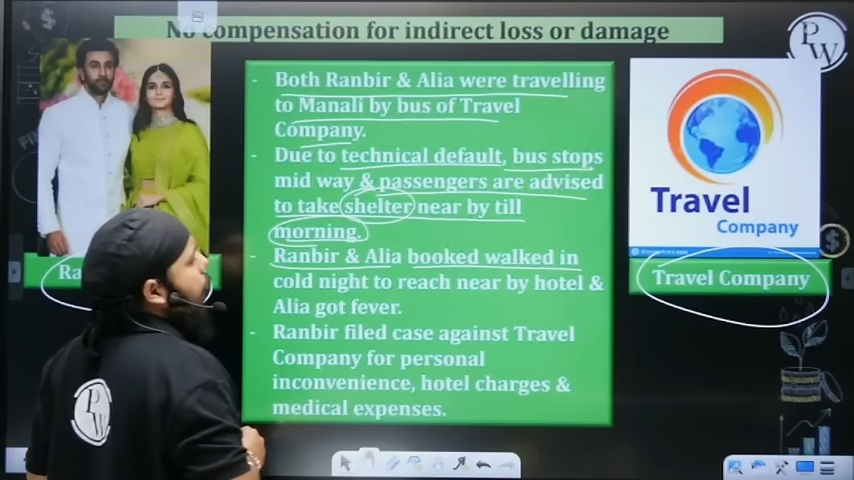 No compensation for indirect loss or damage
- Both Ranbir & Alia were travelling
to Manali by bus of Travel
Company.
- Due to technical default, bus stops
mid way & passengers are advised
to take shelter near by till
morning.
- Ranbir & Alia booked walked in
cold night to reach near by hotel &
Alia got fever.
- Ranbir filed case against Travel
Company for personal
inconvenience, hotel charges &
medical expenses.
Ra
Travel
Company
Travel Company
PW
PW